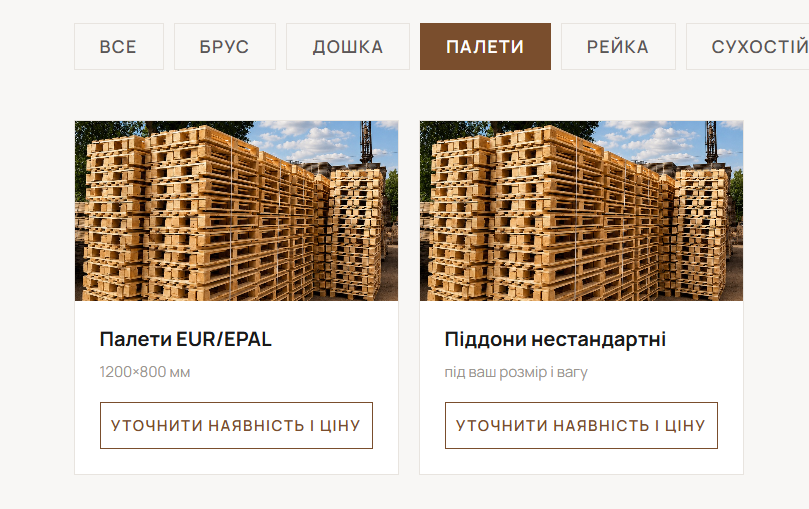 ВСЕ
БРУС
ДОШКА
ПАЛЕТИ
РЕЙКА
СУХОСТІЙ
Палети EUR/EPAL
1200×800 мм
УТОЧНИТИ НАЯВНІСТЬ І ЦІНУ
Піддони нестандартні
під ваш розмір і вагу
УТОЧНИТИ НАЯВНІСТЬ І ЦІНУ